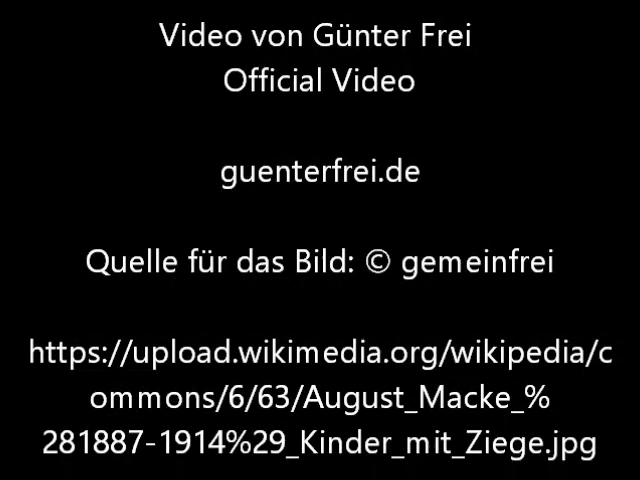 Video von Günter Frei
Official Video
guenterfrei.de
Quelle für das Bild: © gemeinfrei
https://upload.wikimedia.org/wikipedia/c
ommons/6/63/August_Macke_%
281887-1914%29_Kinder_mit_Ziege.jpg